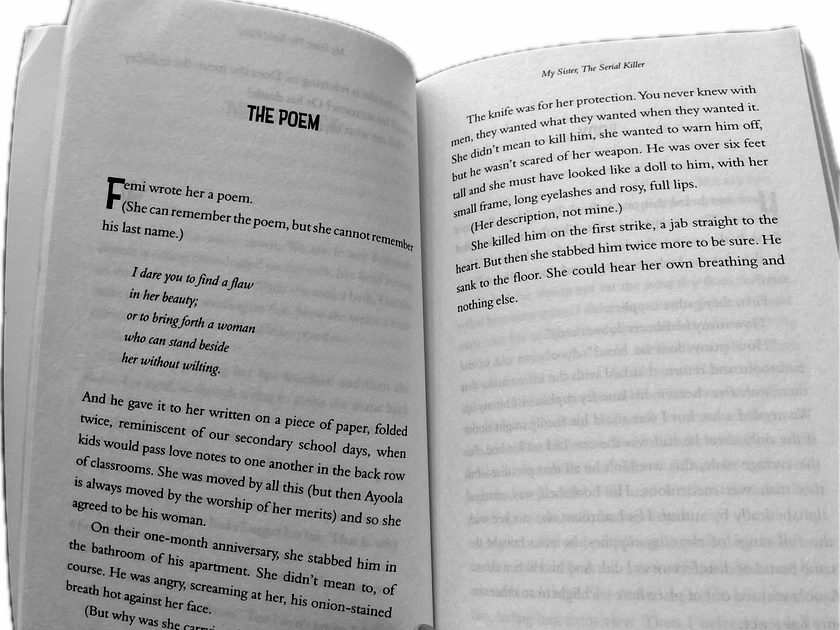 THE POEM
Femi wrote her a poem.
(She can remember the poem, but she cannot remember
his last name.)
I dare you to find a flaw
in her beauty;
or to bring forth a woman
who can stand beside
her without wilting.
And he gave it to her written on a piece of paper, folded
twice, reminiscent of our secondary school days, when
kids would pass love notes to one another in the back row
of classrooms. She was moved by all this (but then Ayoola
is always moved by the worship of her merits) and so she
agreed to be his woman.
On their one-month anniversary, she stabbed him in
the bathroom of his apartment. She didn't mean to, of
course. He was angry, screaming at her, his onion-stained
breath hot against her face.
(But why was she
My Sister, The Serial Killer
The knife was for her protection. You never knew with
men, they wanted what they wanted when they wanted it.
She didn't mean to kill him, she wanted to warn him off,
but he wasn't scared of her weapon. He was over six feet
tall and she must have looked like a doll to him, with her
small frame, long eyelashes and rosy, full lips.
(Her description, not mine.)
She killed him on the first strike, a jab straight to the
heart. But then she stabbed him twice more to be sure. He
sank to the floor. She could hear her own breathing and
nothing else.